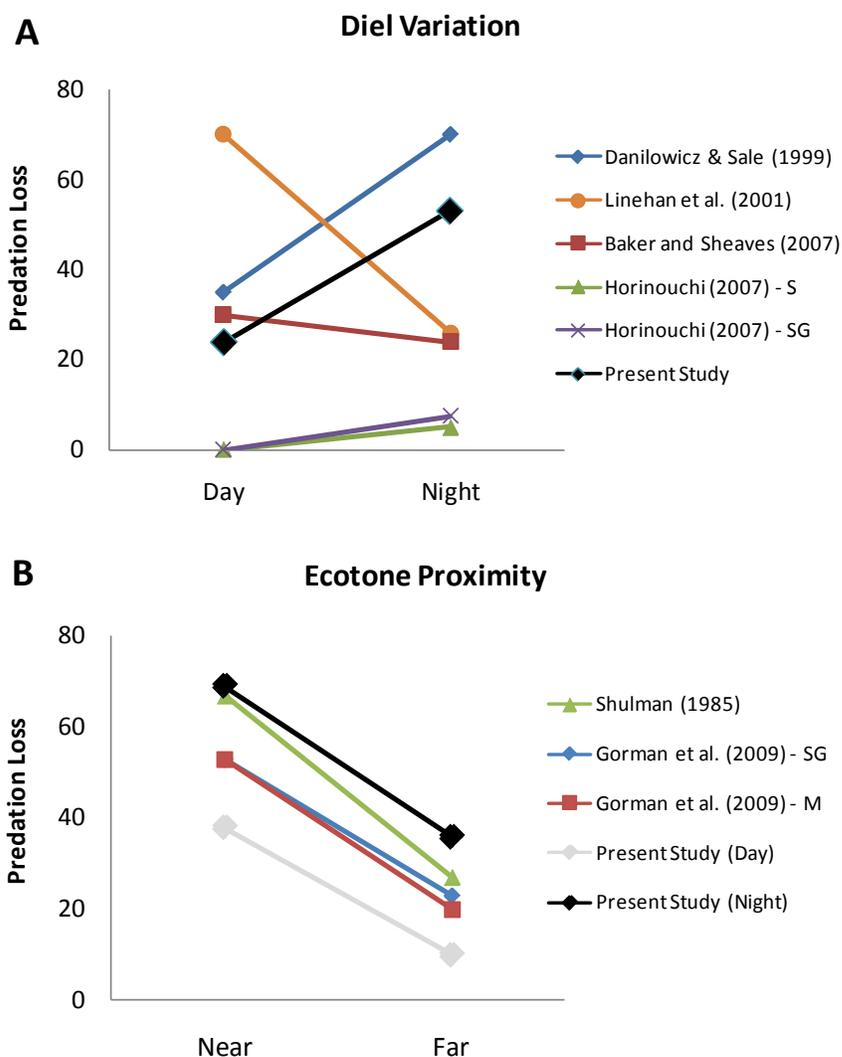 A
Diel Variation
Predation Loss
80
60
40
20
0
Day
Night
Danilowicz & Sale (1999)
Linehan et al. (2001)
Baker and Sheaves (2007)
Horinouchi (2007) - S
Horinouchi (2007) - SG
Present Study
B
Ecotone Proximity
Predation Loss
80
60
40
20
0
Near
Far
Shulman (1985)
Gorman et al. (2009) - SG
Gorman et al. (2009) - M
Present Study (Day)
Present Study (Night)